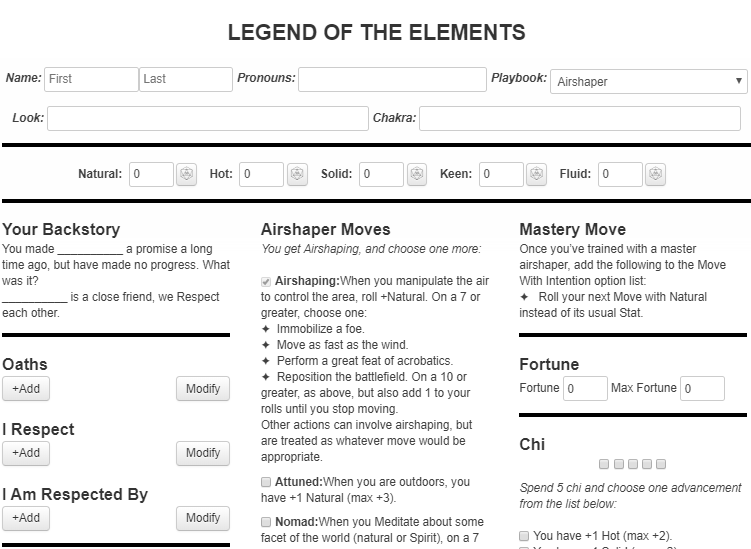 LEGEND OF THE ELEMENTS
Name: First Last Pronouns: Playbook: Airshaper
Look: Chakra:
Natural: 0 Hot: 0 Solid: 0 Keen: 0 Fluid: 0
Your Backstory
You made __________ a promise a long
time ago, but have made no progress. What
was it?
__________ is a close friend, we Respect
each other.
Oaths
+Add Modify
I Respect
+Add Modify
I Am Respected By
+Add Modify
Airshaper Moves
You get Airshaping, and choose one more:
Airshaping:When you manipulate the air
to control the area, roll +Natural. On a 7 or
greater, choose one:
✦ Immobilize a foe.
✦ Move as fast as the wind.
✦ Perform a great feat of acrobatics.
✦ Reposition the battlefield. On a 10 or
greater, as above, but also add 1 to your
rolls until you stop moving.
Other actions can involve airshaping, but
are treated as whatever move would be
appropriate.
Attuned:When you are outdoors, you
have +1 Natural (max +3).
Nomad:When you Meditate about some
facet of the world (natural or Spirit), on a 7
Mastery Move
Once you've trained with a master
airshaper, add the following to the Move
With Intention option list:
✦ Roll your next Move with Natural
instead of its usual Stat.
Fortune
Fortune 0 Max Fortune 0
Chi
Spend 5 chi and choose one advancement
from the list below:
You have +1 Hot (max +2).